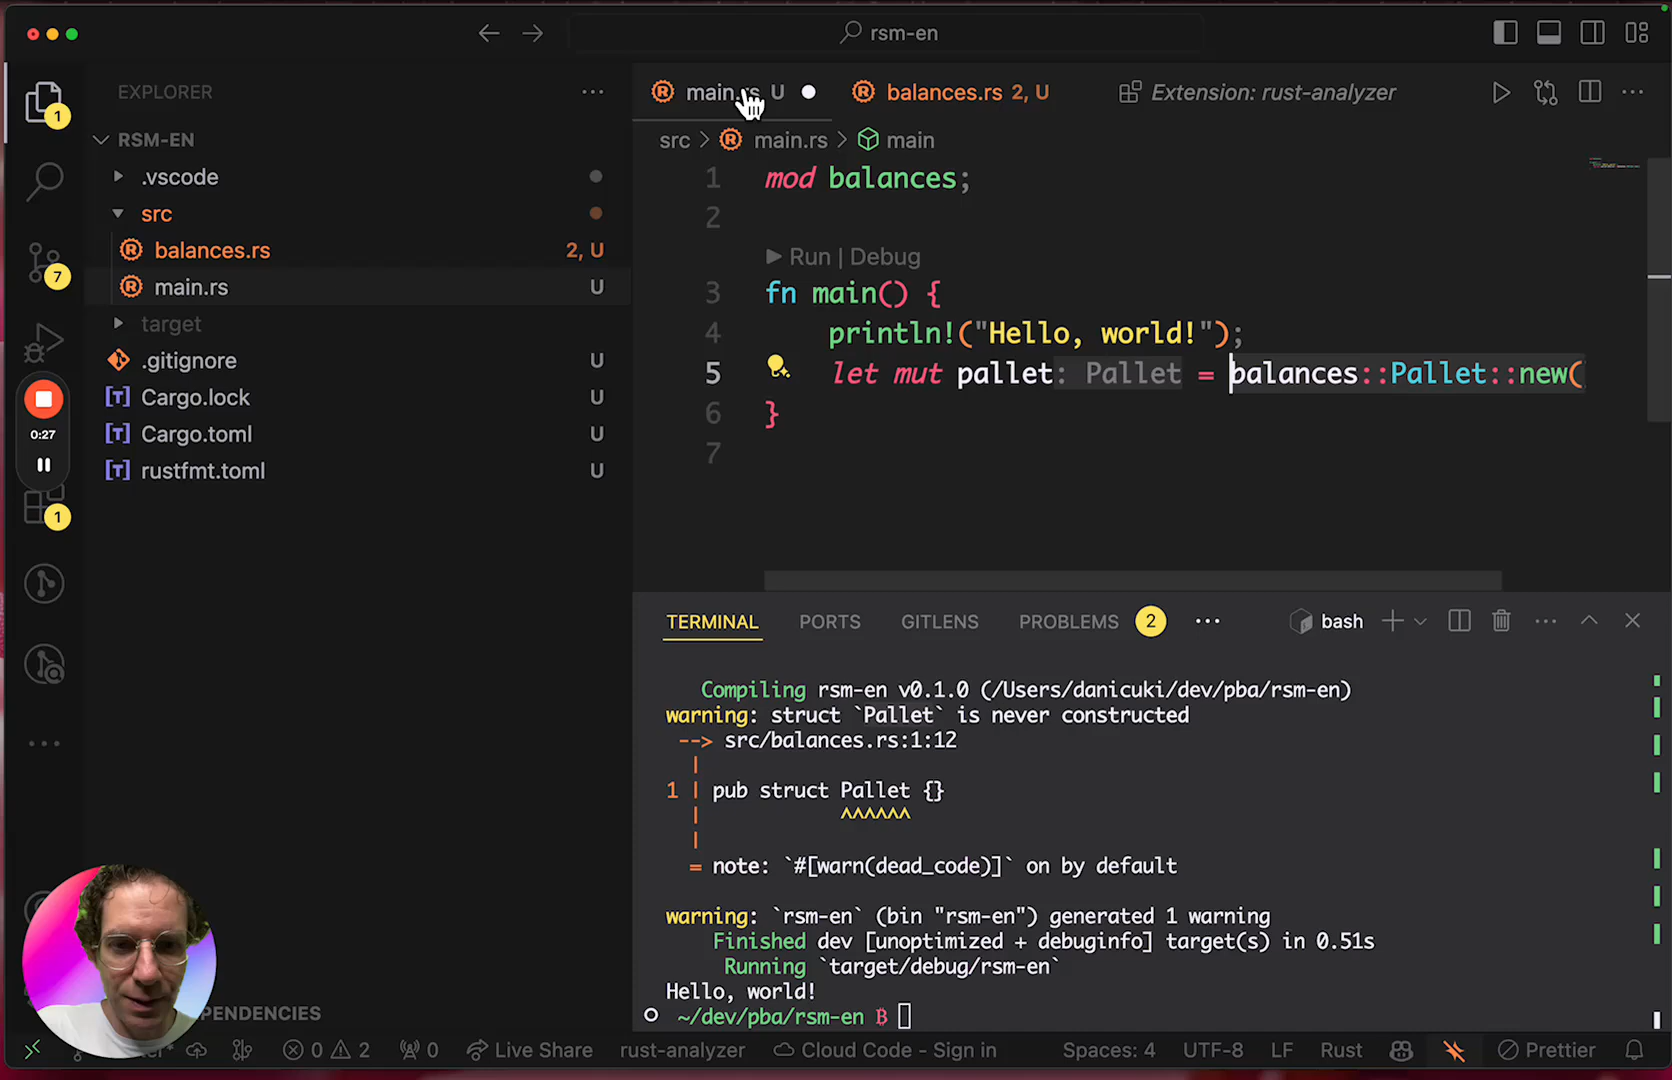 rsm-en
EXPLORER
RSM-EN
.vscode
src
balances.rs 2, U
main.rs U
target
.gitignore U
Cargo.lock U
Cargo.toml U
rustfmt.toml U
1
7
0:27
1
main.rs U
balances.rs 2, U
Extension: rust-analyzer
src > main.rs > main
1 mod balances;
2
Run | Debug
3 fn main() {
4 println!("Hello, world!");
5 let mut pallet: Pallet = balances::Pallet::new(
6 }
7
TERMINAL PORTS GITLENS PROBLEMS 2 ... bash
Compiling rsm-en v0.1.0 (/Users/danicuki/dev/pba/rsm-en)
warning: struct `Pallet` is never constructed
--> src/balances.rs:1:12
|
1 | pub struct Pallet {}
| ^^^^^^
|
= note: `#[warn(dead_code)]` on by default
warning: `rsm-en` (bin "rsm-en") generated 1 warning
Finished dev [unoptimized + debuginfo] target(s) in 0.51s
Running `target/debug/rsm-en`
Hello, world!
~/dev/pba/rsm-en ₿
PENDENCIES
0 2 0 Live Share rust-analyzer Cloud Code - Sign in Spaces: 4 UTF-8 LF Rust Prettier